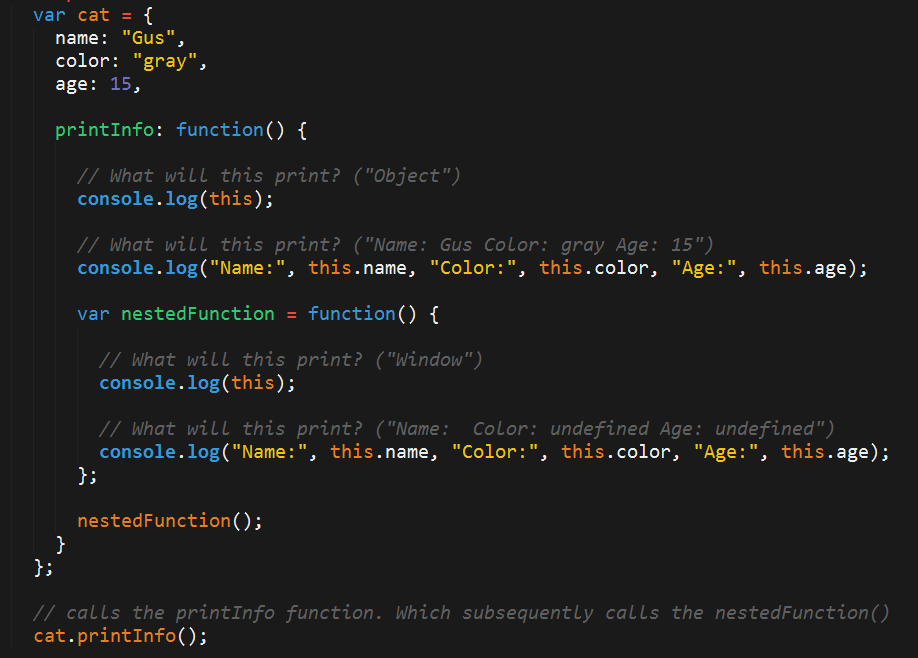 var cat = {
name: "Gus",
color: "gray",
age: 15,
printInfo: function() {
// What will this print? ("Object")
console.log(this);
// What will this print? ("Name: Gus Color: gray Age: 15")
console.log("Name:", this.name, "Color:", this.color, "Age:", this.age);
var nestedFunction = function() {
// What will this print? ("Window")
console.log(this);
// What will this print? ("Name:  Color: undefined Age: undefined")
console.log("Name:", this.name, "Color:", this.color, "Age:", this.age);
};
nestedFunction();
}
};
// calls the printInfo function. Which subsequently calls the nestedFunction()
cat.printInfo();